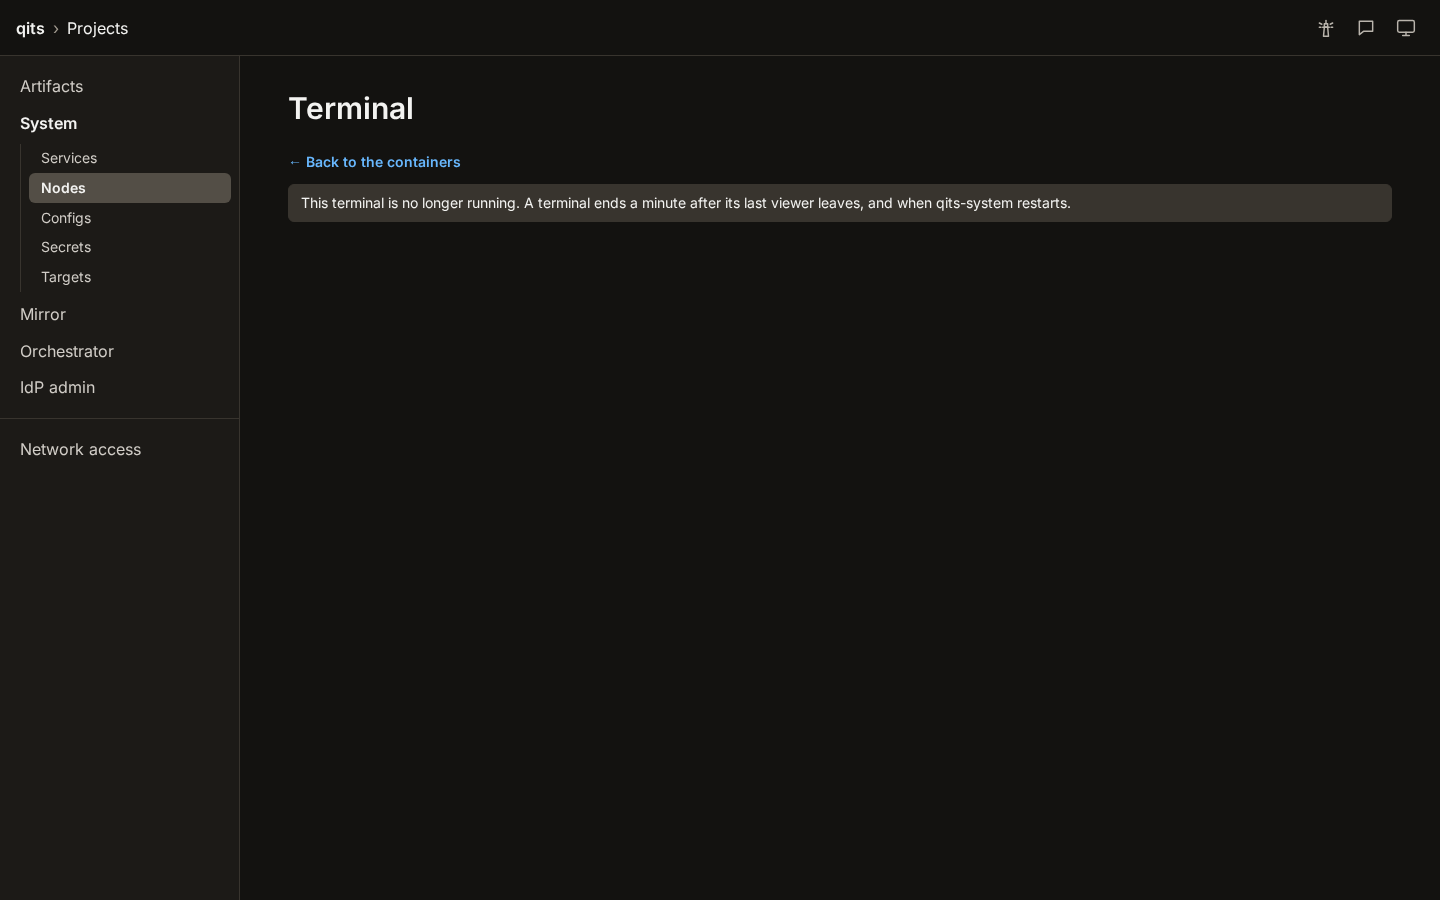 qits › Projects
Artifacts
System
Services
Nodes
Configs
Secrets
Targets
Mirror
Orchestrator
IdP admin
Network access
Terminal
← Back to the containers
This terminal is no longer running. A terminal ends a minute after its last viewer leaves, and when qits-system restarts.